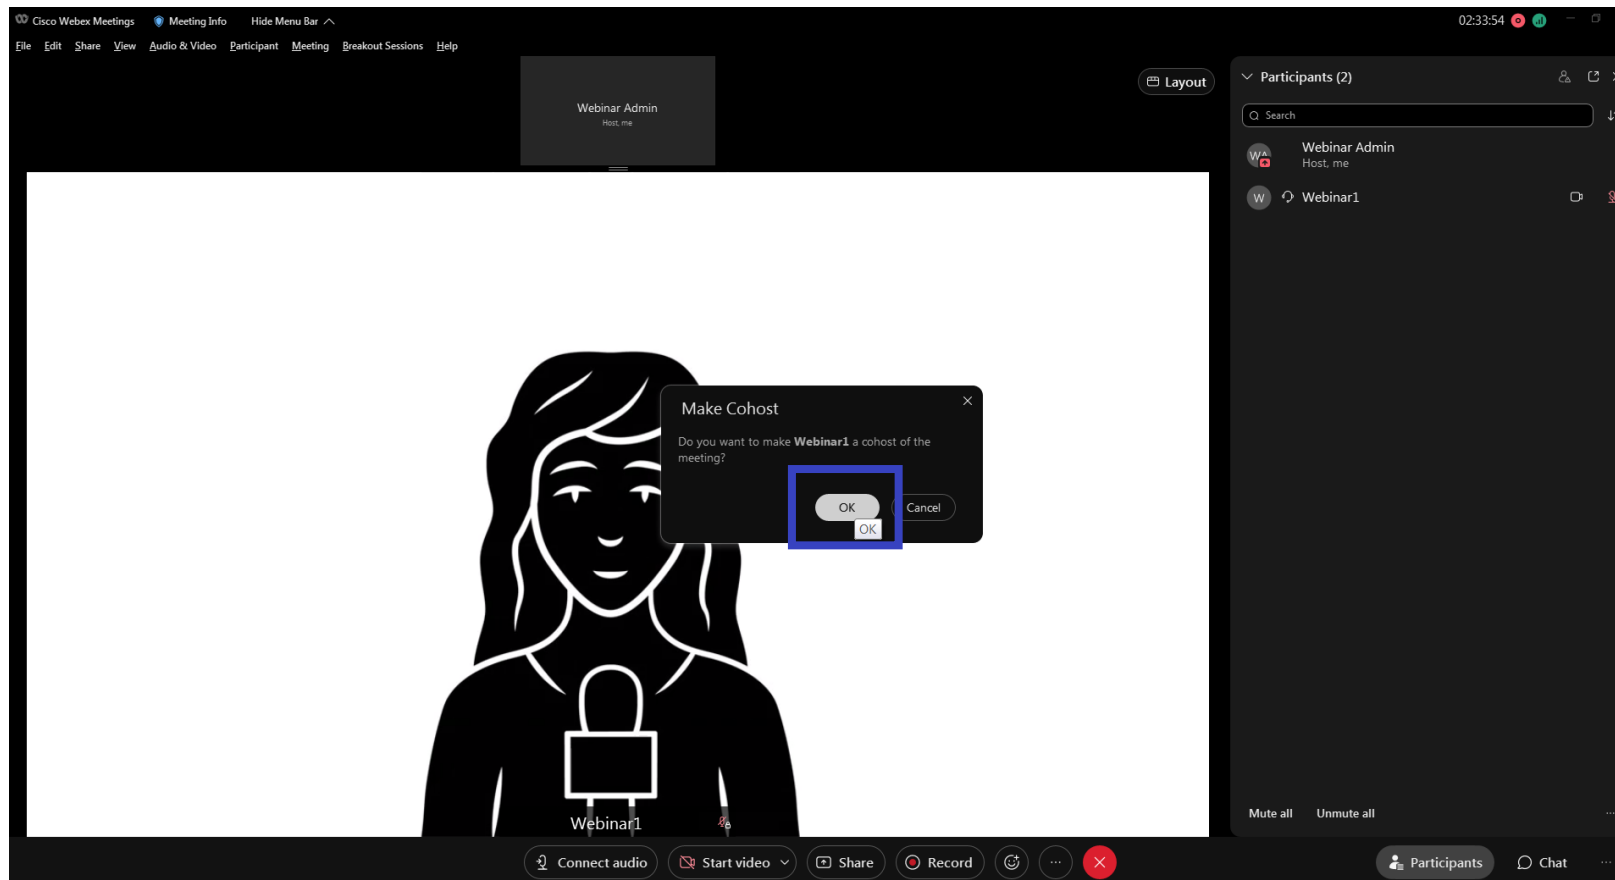 Cisco Webex Meetings Meeting Info Hide Menu Bar 02:33:54
File Edit Share View Audio & Video Participant Meeting Breakout Sessions Help
Webinar Admin
Host, me
Layout
Participants (2)
Search
WA Webinar Admin
Host, me
W Webinar1
Make Cohost
Do you want to make Webinar1 a cohost of the
meeting?
OK Cancel
OK
Webinar1
Mute all Unmute all
Connect audio Start video Share Record Participants Chat